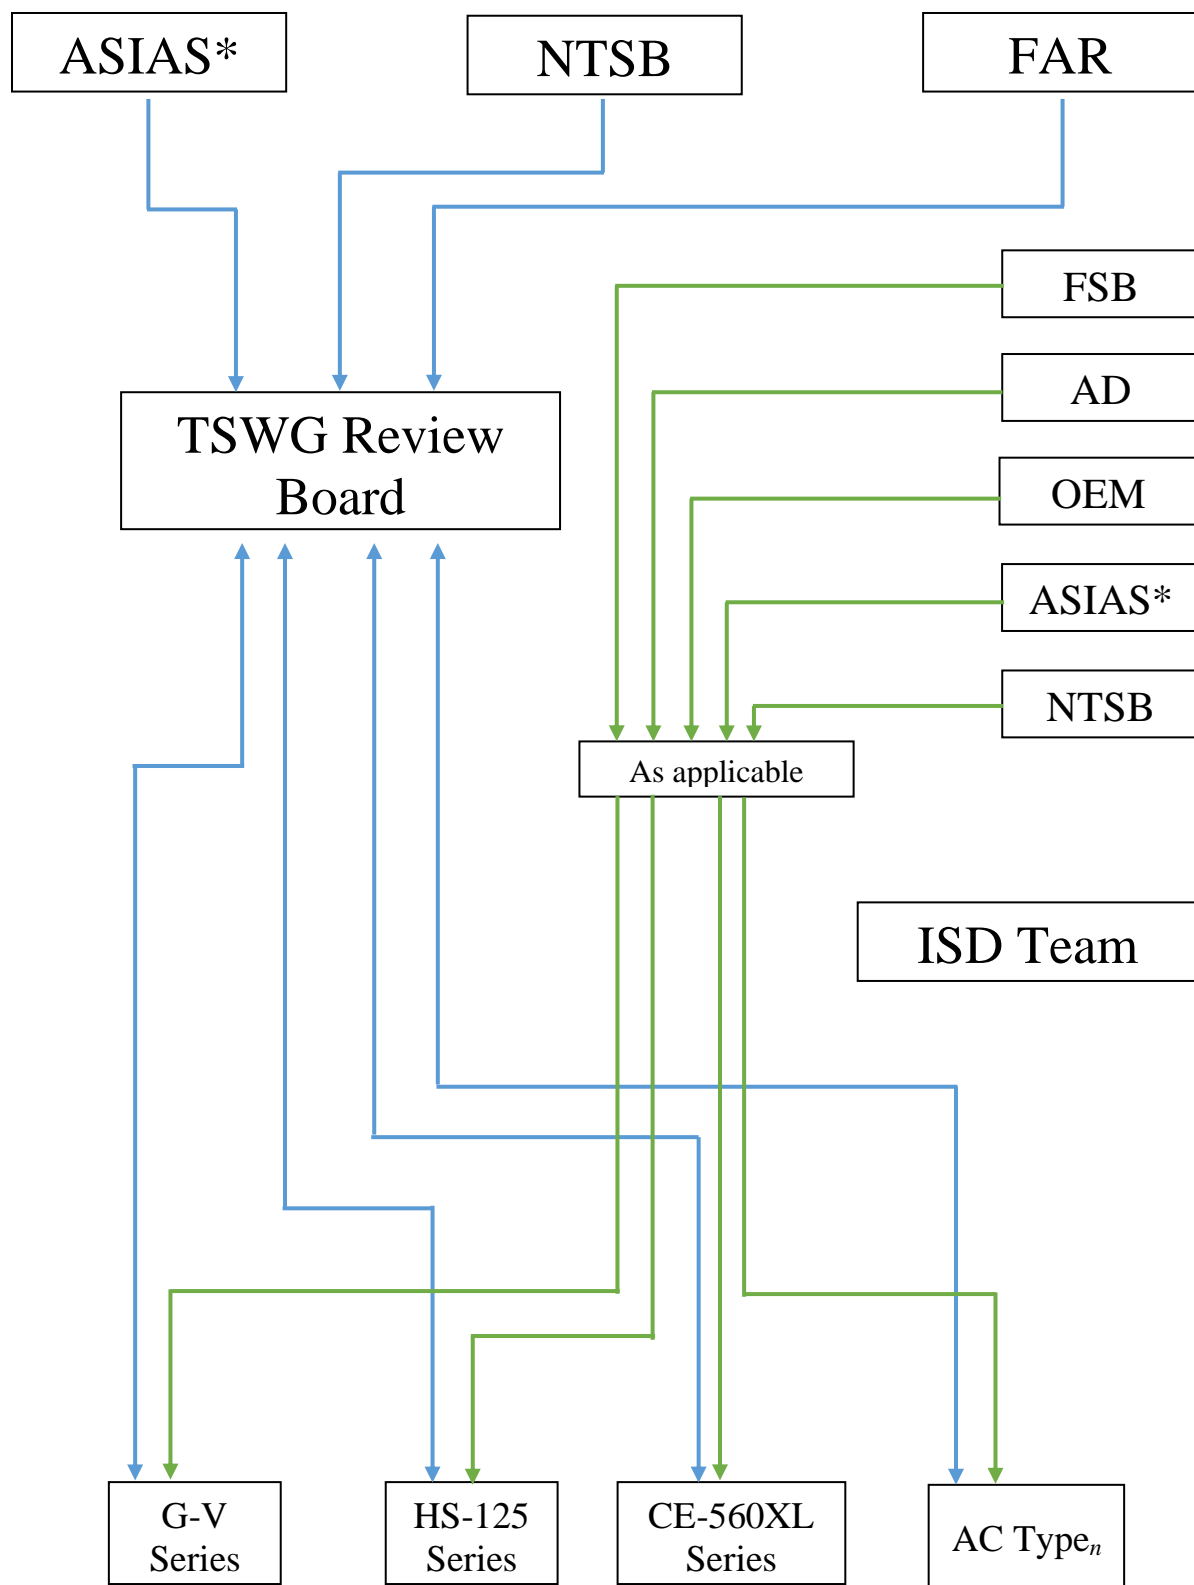 ASIAS*
NTSB
FAR
FSB
AD
TSWG Review
Board
OEM
ASIAS*
NTSB
As applicable
ISD Team
G-V
Series
HS-125
Series
CE-560XL
Series
AC Typeₙ